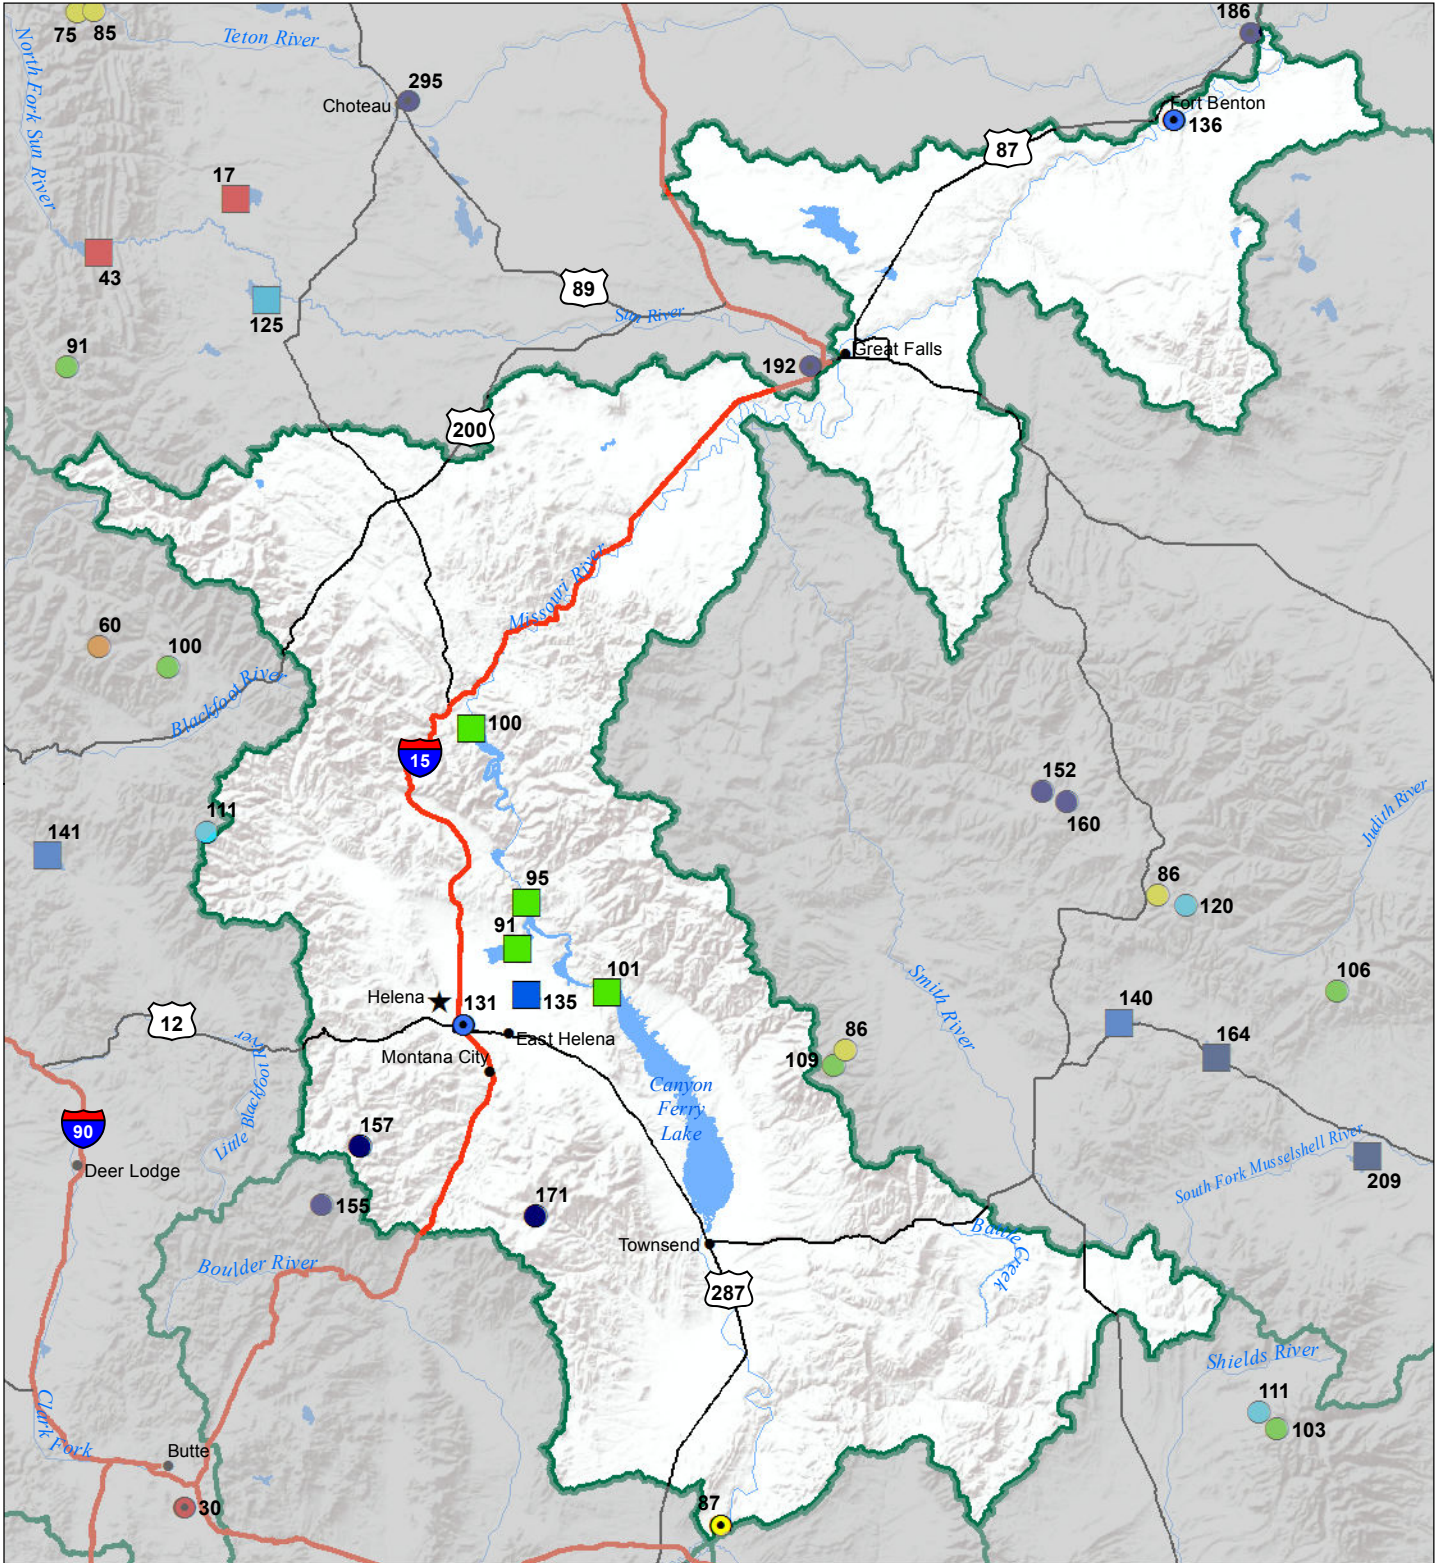 186
75
85
Teton River
295
Choteau
Fort Benton
136
North Fork Sun River
87
17
43
89
125
Sun River
91
192
Great Falls
200
Missouri River
60
100
Blackfoot River
100
15
152
160
111
141
Judith River
95
86
120
91
101
106
Helena
131
135
Smith River
140
12
East Helena
86
109
164
Montana City
Little Blackfoot River
Canyon
Ferry
Lake
90
157
South Fork Musselshell River
Deer Lodge
209
155
171
Townsend
Battle Creek
Boulder River
287
Shields River
111
103
Clark Fork
Butte
30
87